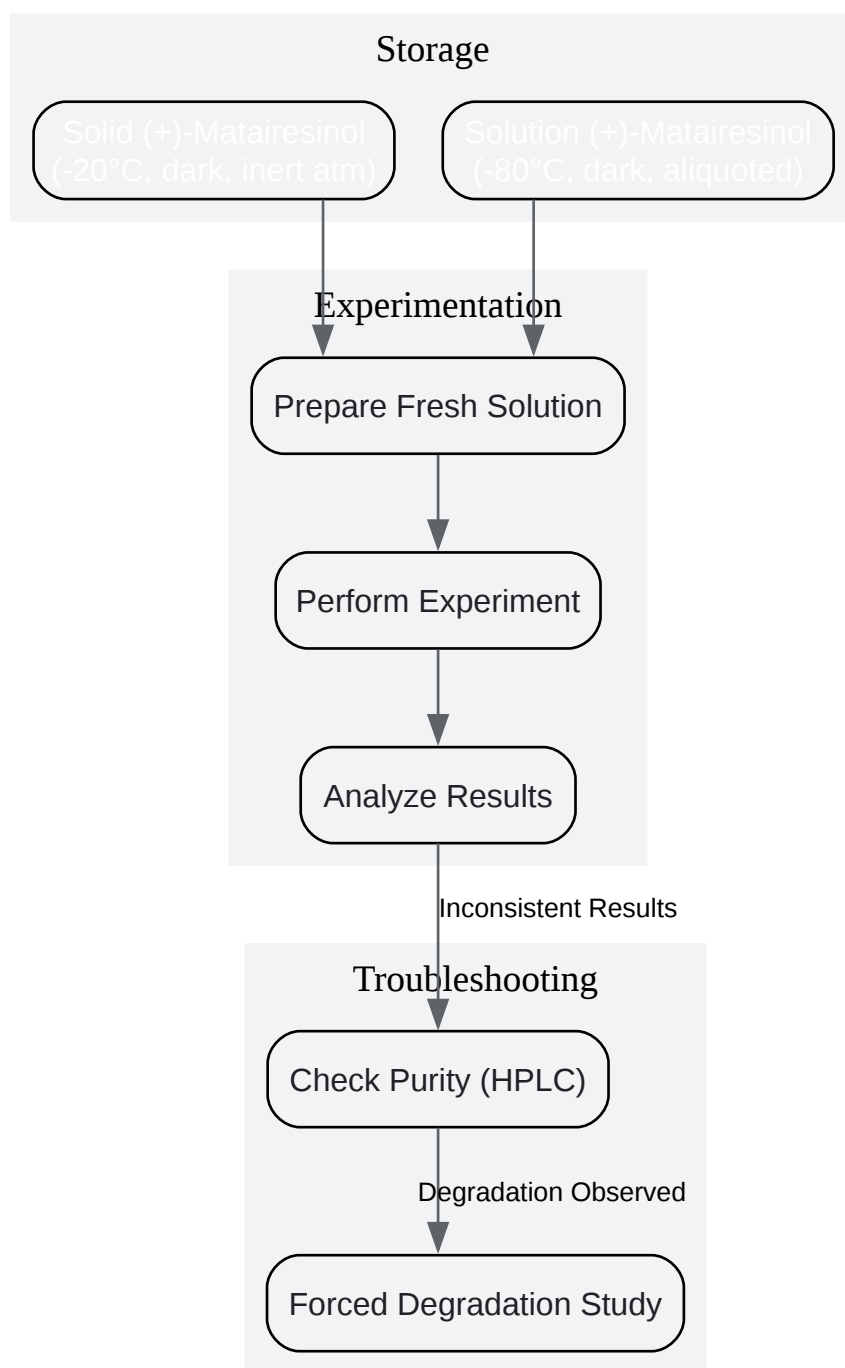 Storage
Solid (+)-Matairesinol
(-20°C, dark, inert atm)
Solution (+)-Matairesinol
(-80°C, dark, aliquoted)
Experimentation
Prepare Fresh Solution
Perform Experiment
Analyze Results
Inconsistent Results
Troubleshooting
Check Purity (HPLC)
Degradation Observed
Forced Degradation Study